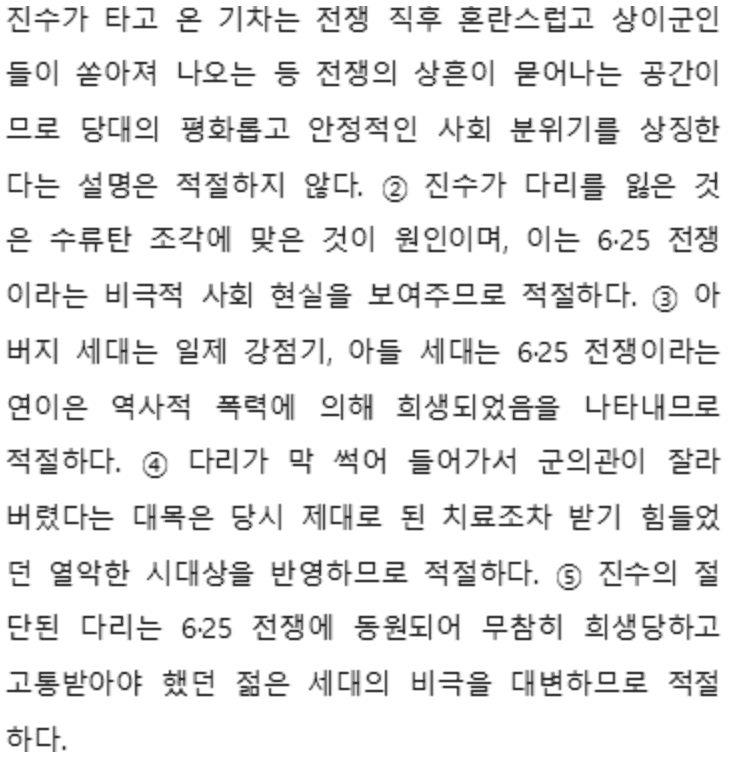 진수가 타고 온 기차는 전쟁 직후 혼란스럽고 상이군인
들이 쏟아져 나오는 등 전쟁의 상흔이 묻어나는 공간이
므로 당대의 평화롭고 안정적인 사회 분위기를 상징한
다는 설명은 적절하지 않다. ② 진수가 다리를 잃은 것
은 수류탄 조각에 맞은 것이 원인이며, 이는 6·25 전쟁
이라는 비극적 사회 현실을 보여주므로 적절하다. ③ 아
버지 세대는 일제 강점기, 아들 세대는 6·25 전쟁이라는
연이은 역사적 폭력에 의해 희생되었음을 나타내므로
적절하다. ④ 다리가 막 썩어 들어가서 군의관이 잘라
버렸다는 대목은 당시 제대로 된 치료조차 받기 힘들었
던 열악한 시대상을 반영하므로 적절하다. ⑤ 진수의 절
단된 다리는 6·25 전쟁에 동원되어 무참히 희생당하고
고통받아야 했던 젊은 세대의 비극을 대변하므로 적절
하다.